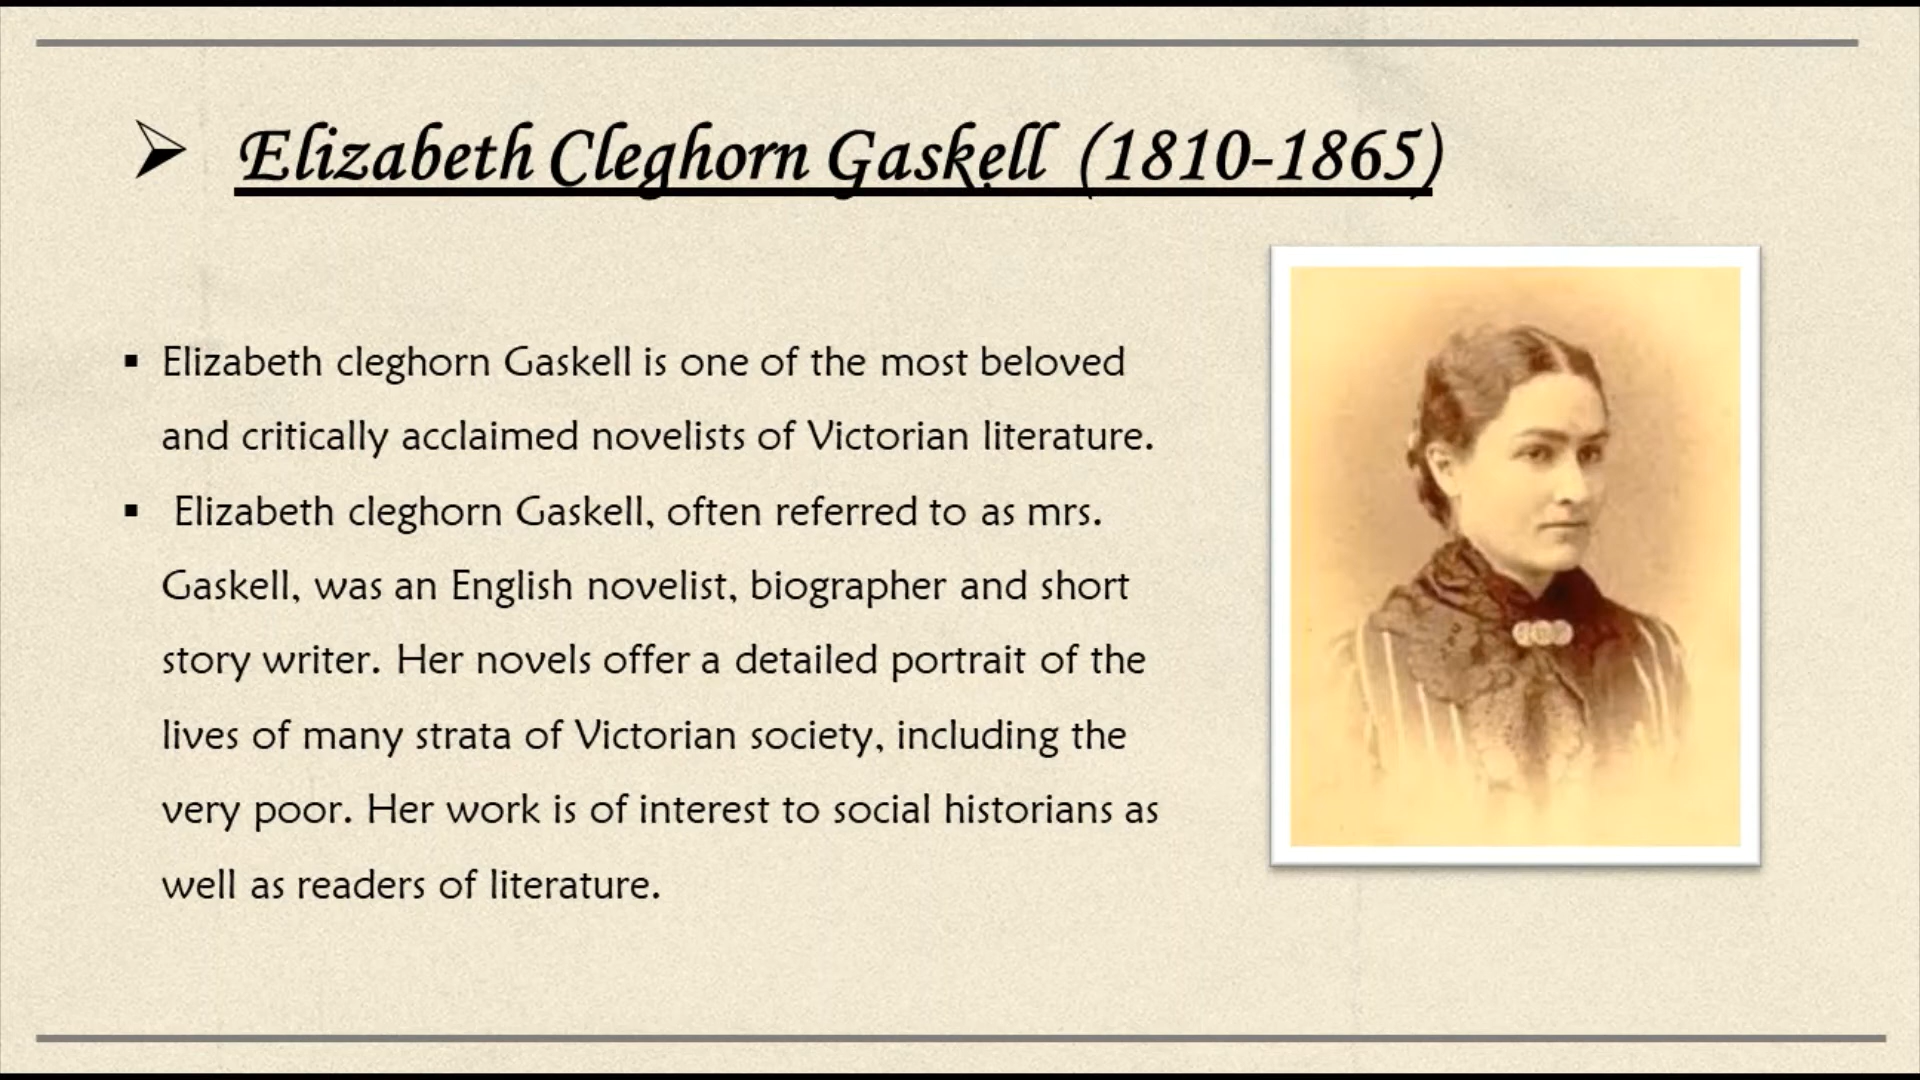 Elizabeth Cleghorn Gaskell (1810-1865)
Elizabeth cleghorn Gaskell is one of the most beloved
and critically acclaimed novelists of Victorian literature.
Elizabeth cleghorn Gaskell, often referred to as mrs.
Gaskell, was an English novelist, biographer and short
story writer. Her novels offer a detailed portrait of the
lives of many strata of Victorian society, including the
very poor. Her work is of interest to social historians as
well as readers of literature.